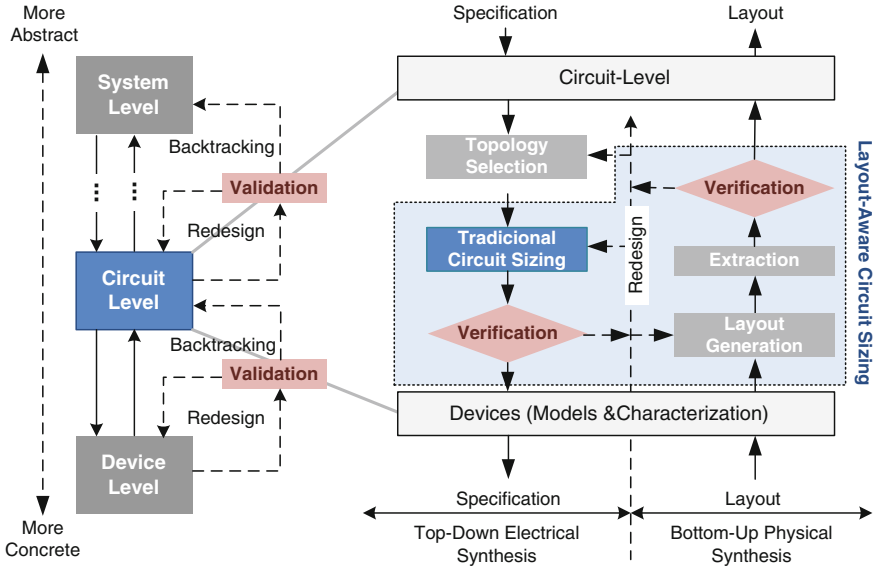 More
Abstract
System
Level
Backtracking
Validation
Redesign
Circuit
Level
Backtracking
Validation
Redesign
Device
Level
More
Concrete
Specification
Layout
Circuit-Level
Topology
Selection
Verification
Tradicional
Circuit Sizing
Redesign
Extraction
Verification
Layout
Generation
Layout-Aware Circuit Sizing
Devices (Models &Characterization)
Specification
Layout
Top-Down Electrical
Synthesis
Bottom-Up Physical
Synthesis